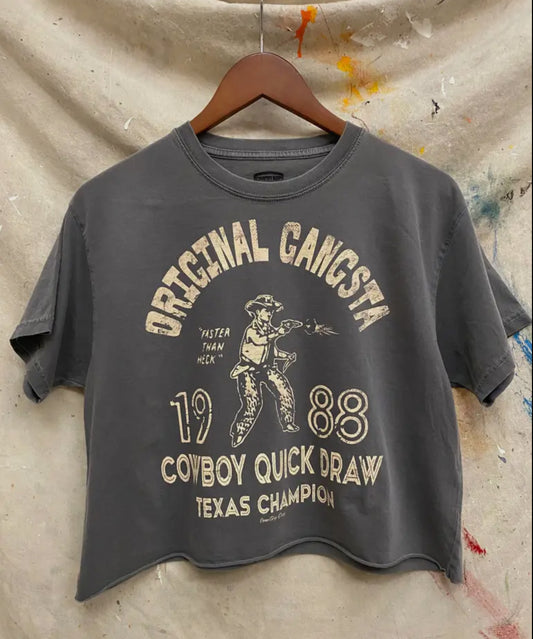 ORIGINAL GANGSTA
"FASTER
THAN
HECK"
19 88
COWBOY QUICK DRAW
TEXAS CHAMPION